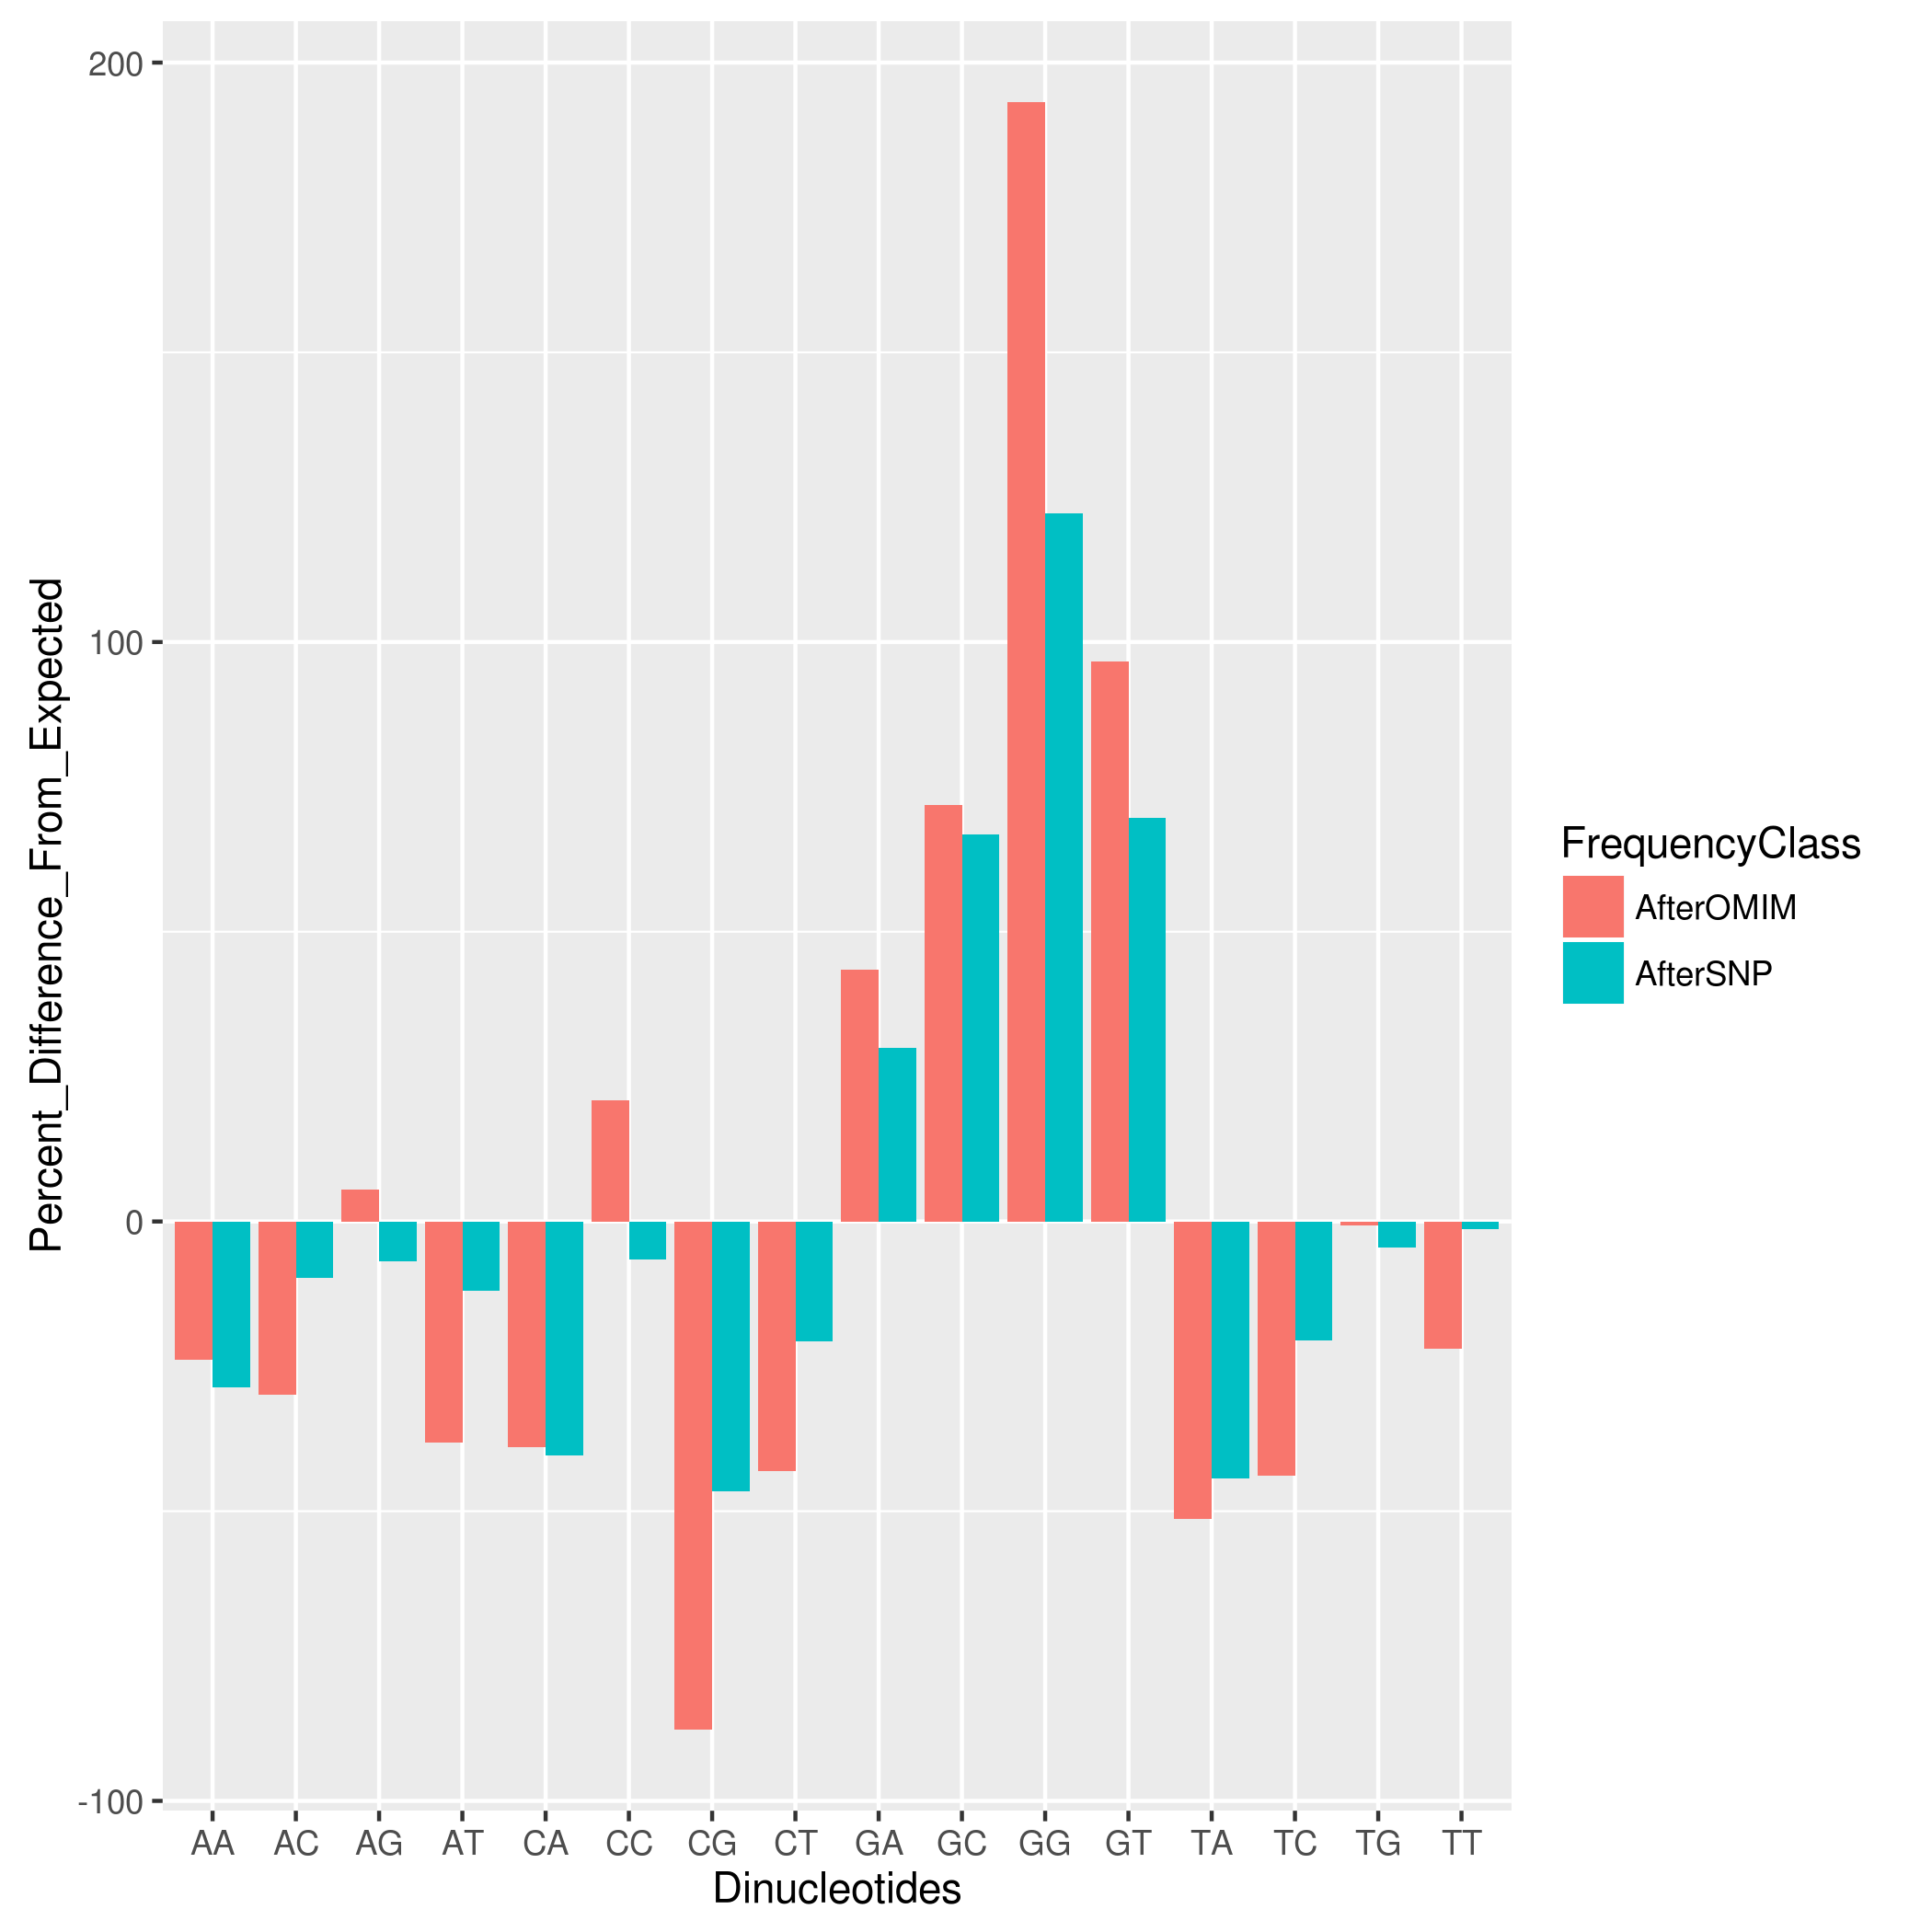 Percent_Difference_From_Expected
200
100
0
-100
AA AC AG AT CA CC CG CT GA GC GG GT TA TC TG TT
Dinucleotides
FrequencyClass
AfterOMIM
AfterSNP